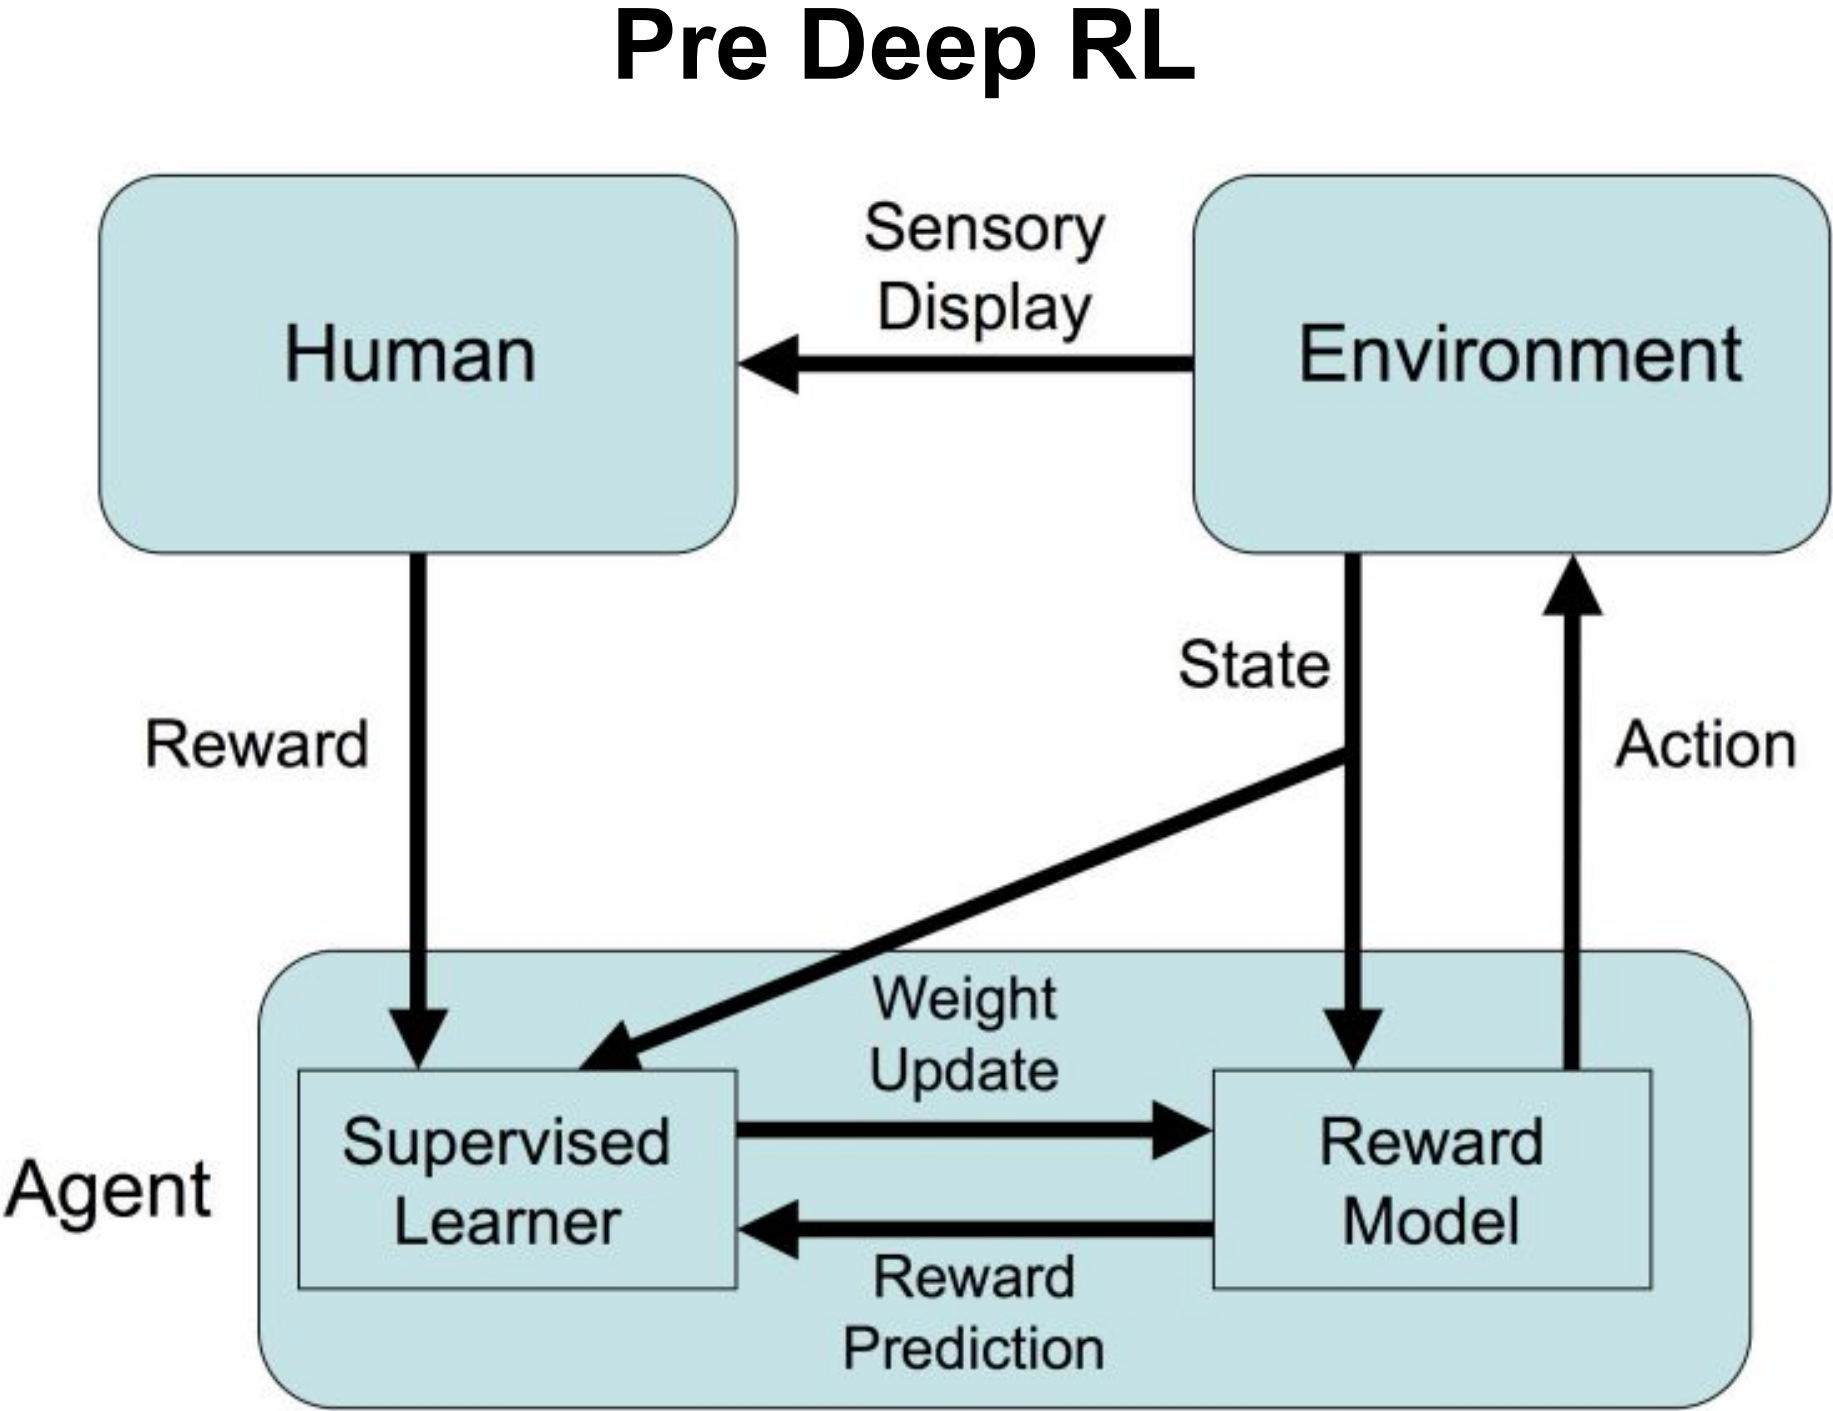 Pre Deep RL
Sensory
Display
Human
Environment
State
Reward
Action
Weight
Update
Supervised
Learner
Reward
Model
Agent
Reward
Prediction